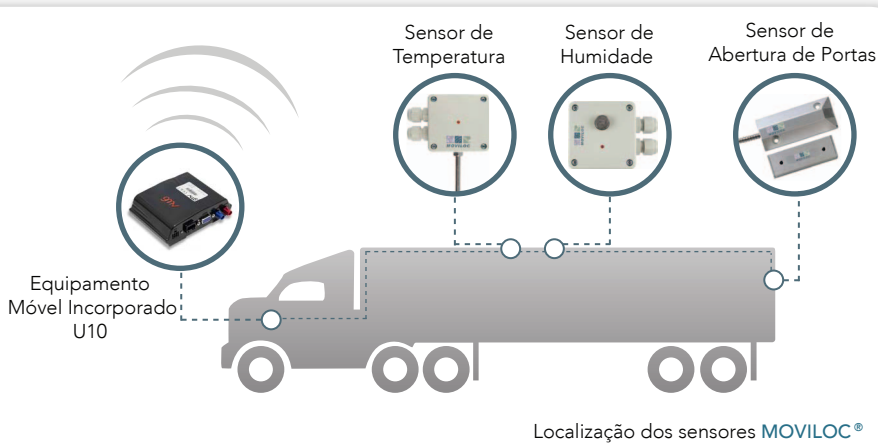 Sensor de
Temperatura
Sensor de
Humidade
Sensor de
Abertura de Portas
Equipamento
Móvel Incorporado
U10
Localização dos sensores MOVILOC®